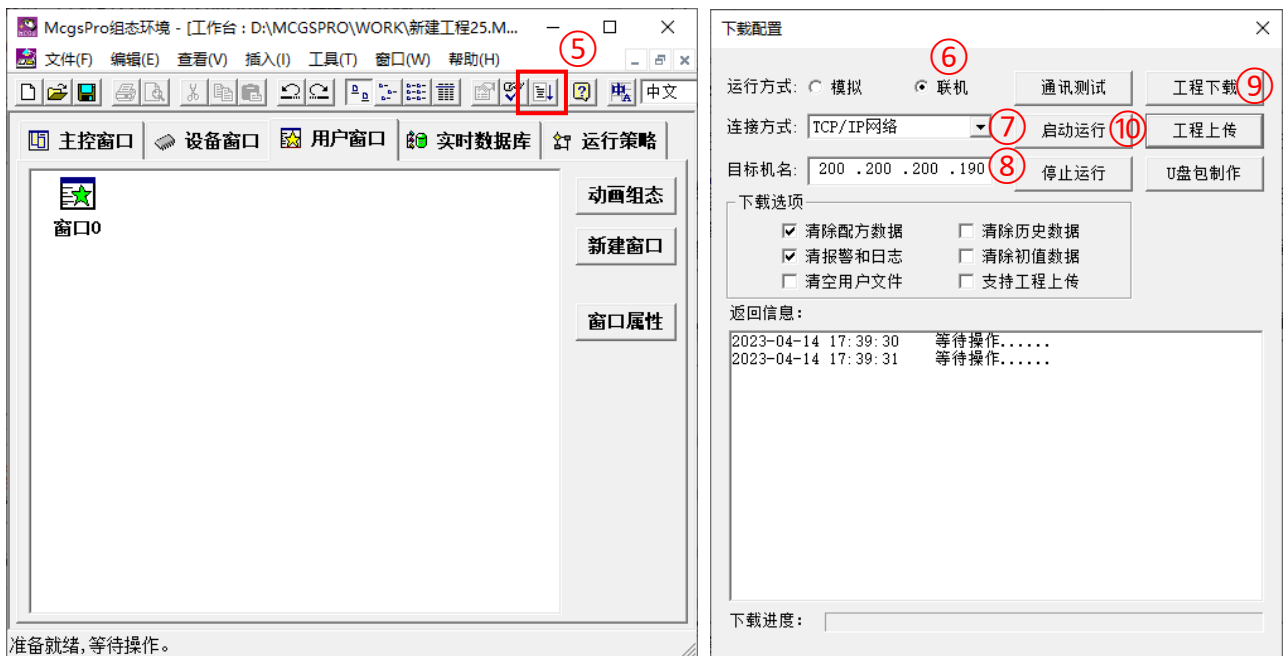 McgsPro组态环境 - [工作台 : D:\MCGSPRO\WORK\新建工程25.M...
文件(F) 编辑(E) 查看(V) 插入(I) 工具(T) 窗口(W) 帮助(H)
⑤
中文
主控窗口 设备窗口 用户窗口 实时数据库 运行策略
窗口0
动画组态
新建窗口
窗口属性
准备就绪,等待操作。
下载配置
⑥
运行方式: 模拟 联机 通讯测试 工程下载 ⑨
连接方式: TCP/IP网络 ⑦ 启动运行 ⑩ 工程上传
目标机名: 200 .200 .200 .190 ⑧ 停止运行 U盘包制作
下载选项
清除配方数据 清除历史数据
清报警和日志 清除初值数据
清空用户文件 支持工程上传
返回信息:
2023-04-14 17:39:30 等待操作......
2023-04-14 17:39:31 等待操作......
下载进度: